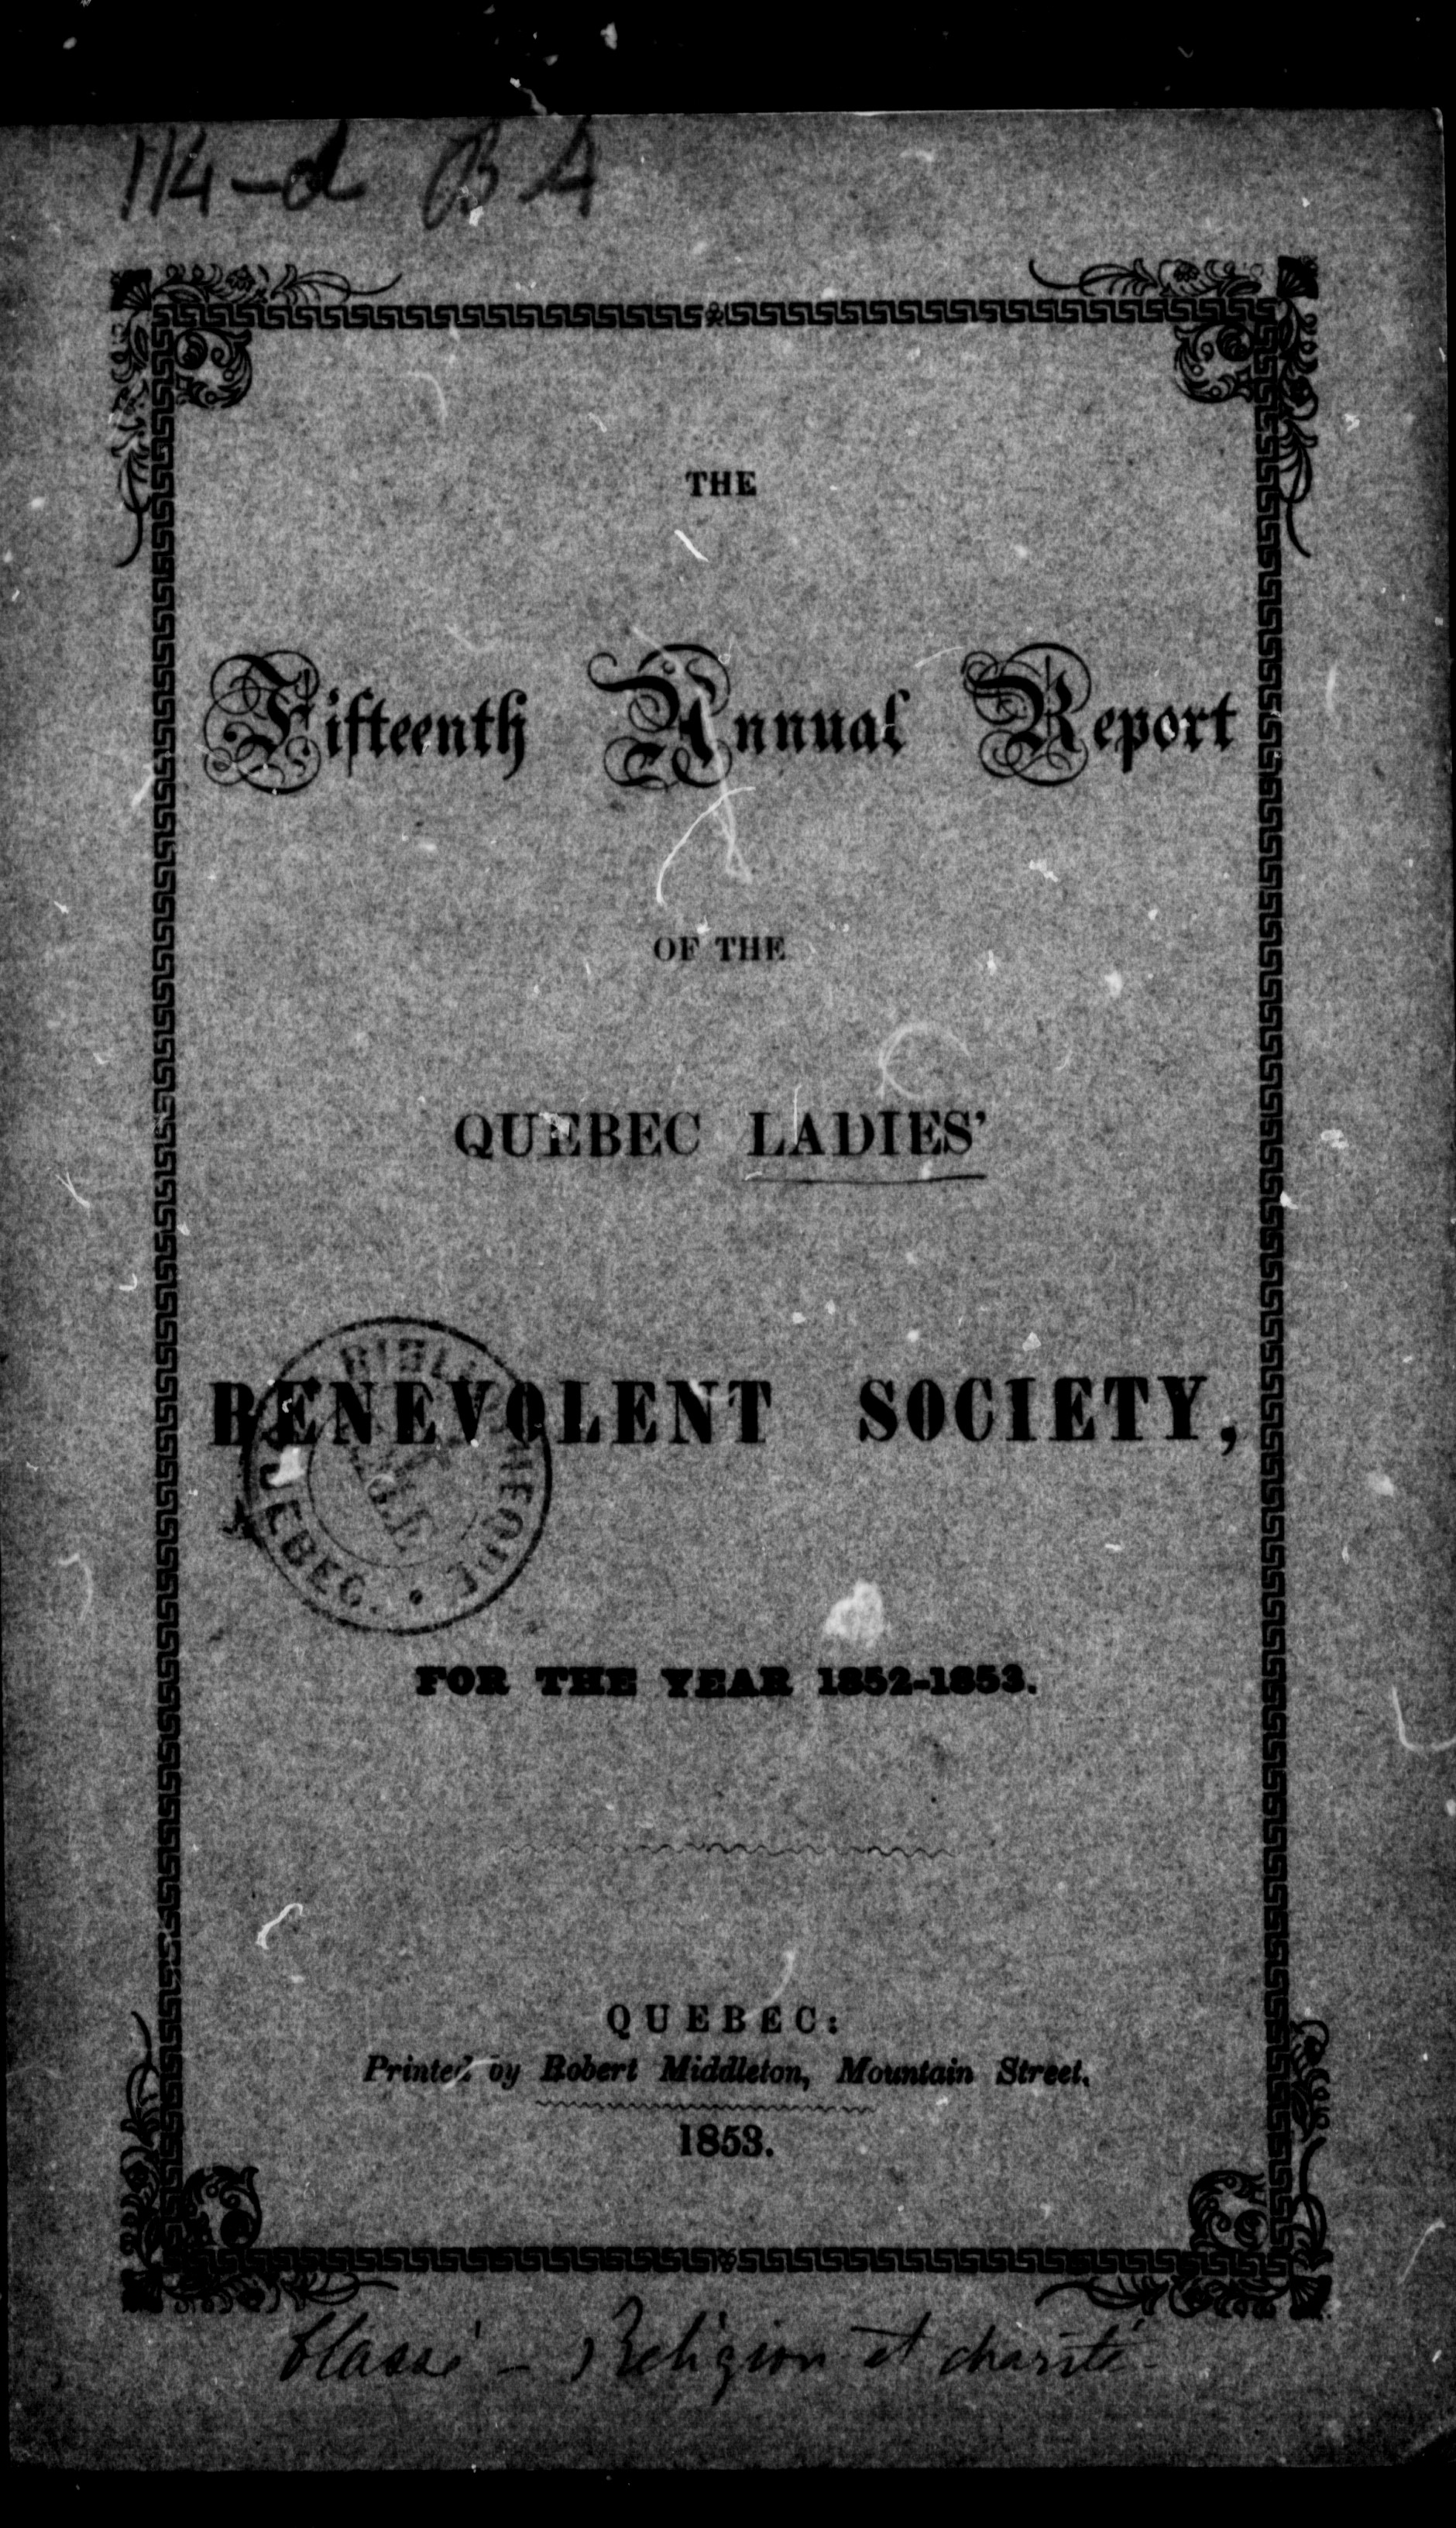 114-d BA
THE
Fifteenth Annual Report
OF THE
QUEBEC LADIES'
BENEVOLENT SOCIETY,
QUEBEC.
FOR THE YEAR 1852-1853.
QUEBEC:
Printed by Robert Middleton, Mountain Street.
1853.
Classé - Religion et charité -